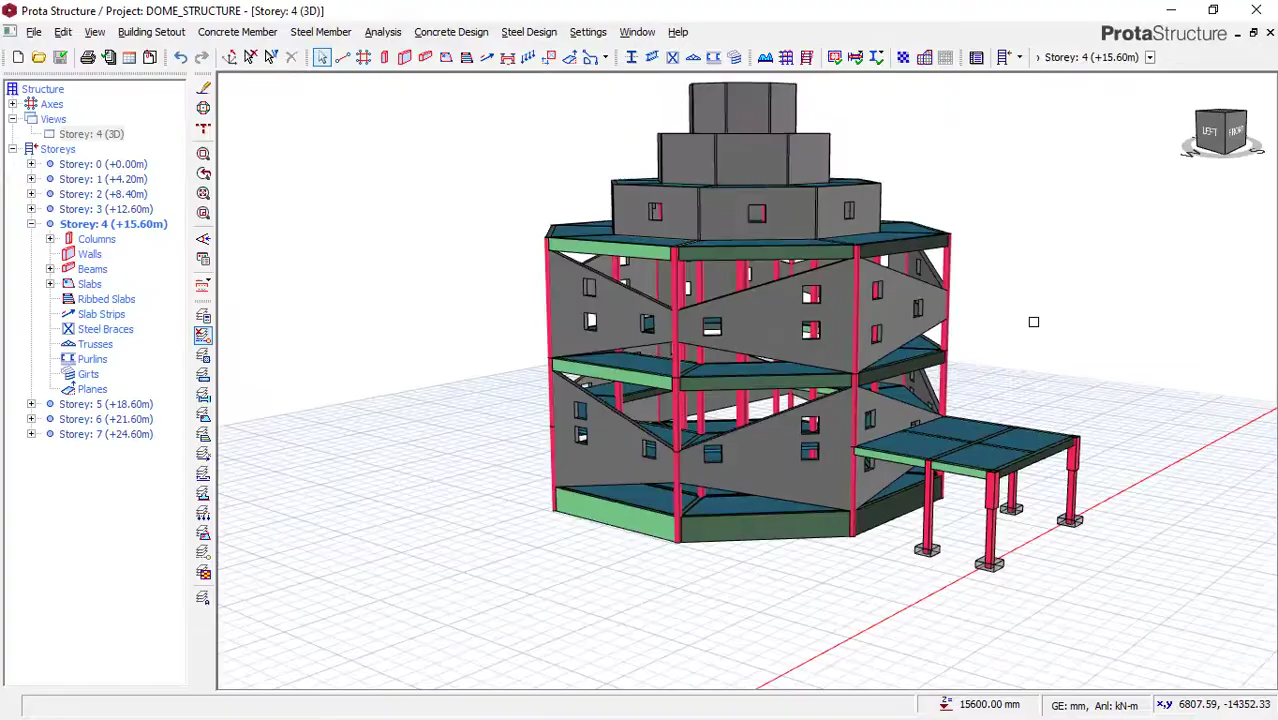 Prota Structure / Project: DOME_STRUCTURE - [Storey: 4 (3D)]
File Edit View Building Setout Concrete Member Steel Member Analysis Concrete Design Steel Design Settings Window Help
ProtaStructure
Storey: 4 (+15.60m)
Structure
Axes
Views
Storey: 4 (3D)
Storeys
Storey: 0 (+0.00m)
Storey: 1 (+4.20m)
Storey: 2 (+8.40m)
Storey: 3 (+12.60m)
Storey: 4 (+15.60m)
Columns
Walls
Beams
Slabs
Ribbed Slabs
Slab Strips
Steel Braces
Trusses
Purlins
Girts
Planes
Storey: 5 (+18.60m)
Storey: 6 (+21.60m)
Storey: 7 (+24.60m)
LEFT FRONT
Z= 15600.00 mm GE: mm, Anl: kN-m x,y 6807.59, -14352.33